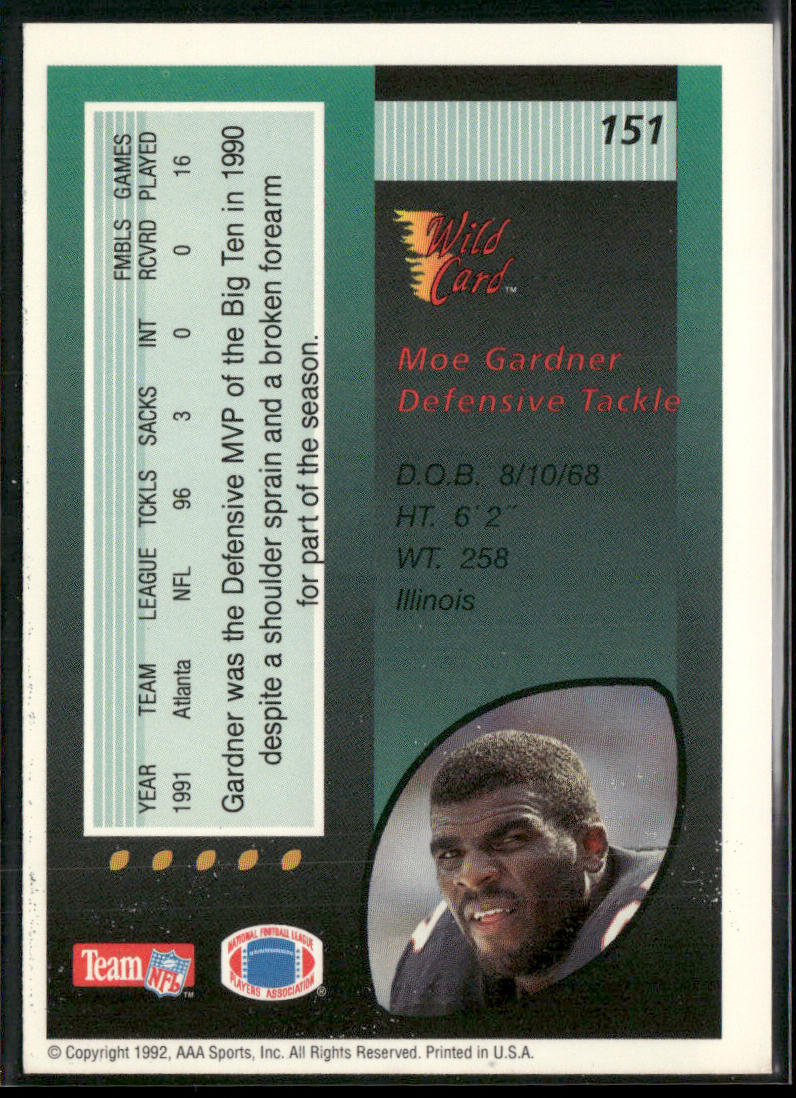 151
Wild
Card™
Moe Gardner
Defensive Tackle
D.O.B. 8/10/68
HT. 6'2"
WT. 258
Illinois
FMBLS GAMES
YEAR TEAM LEAGUE TCKLS SACKS INT RCVRD PLAYED
1991 Atlanta NFL 96 3 0 0 16
Gardner was the Defensive MVP of the Big Ten in 1990
despite a shoulder sprain and a broken forearm
for part of the season.
Team NFL™
NATIONAL FOOTBALL LEAGUE
PLAYERS ASSOCIATION®
© Copyright 1992, AAA Sports, Inc. All Rights Reserved. Printed in U.S.A.